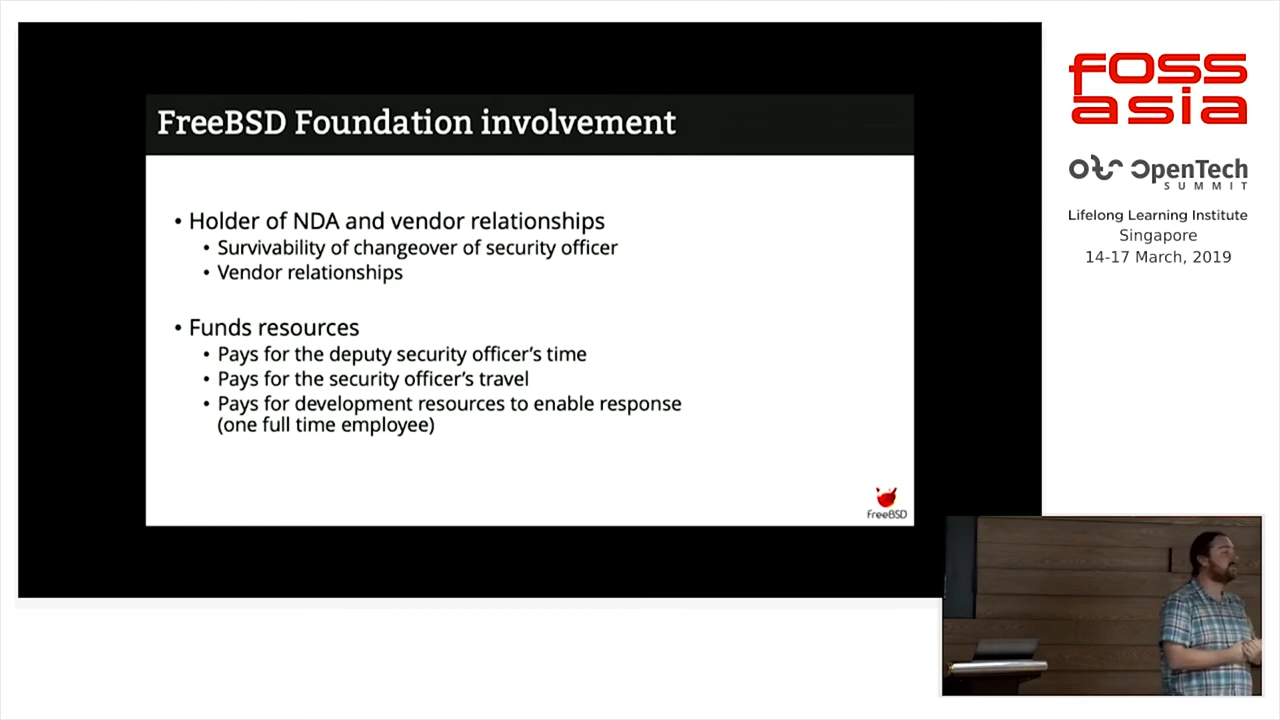 FreeBSD Foundation involvement
• Holder of NDA and vendor relationships
• Survivability of changeover of security officer
• Vendor relationships
• Funds resources
• Pays for the deputy security officer's time
• Pays for the security officer's travel
• Pays for development resources to enable response
(one full time employee)
FreeBSD
foss
asia
OpenTech
SUMMIT
Lifelong Learning Institute
Singapore
14-17 March, 2019